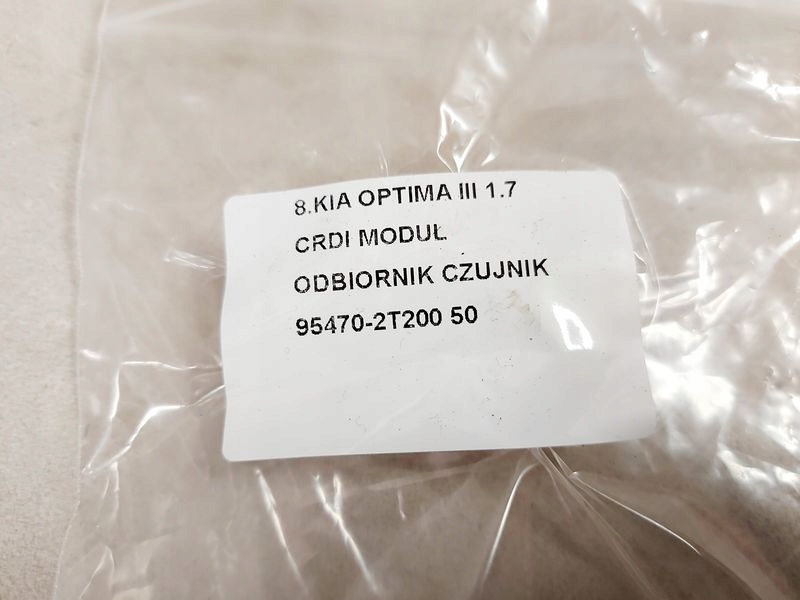 8.KIA OPTIMA III 1.7
CRDI MODUŁ
ODBIORNIK CZUJNIK
95470-2T200 50